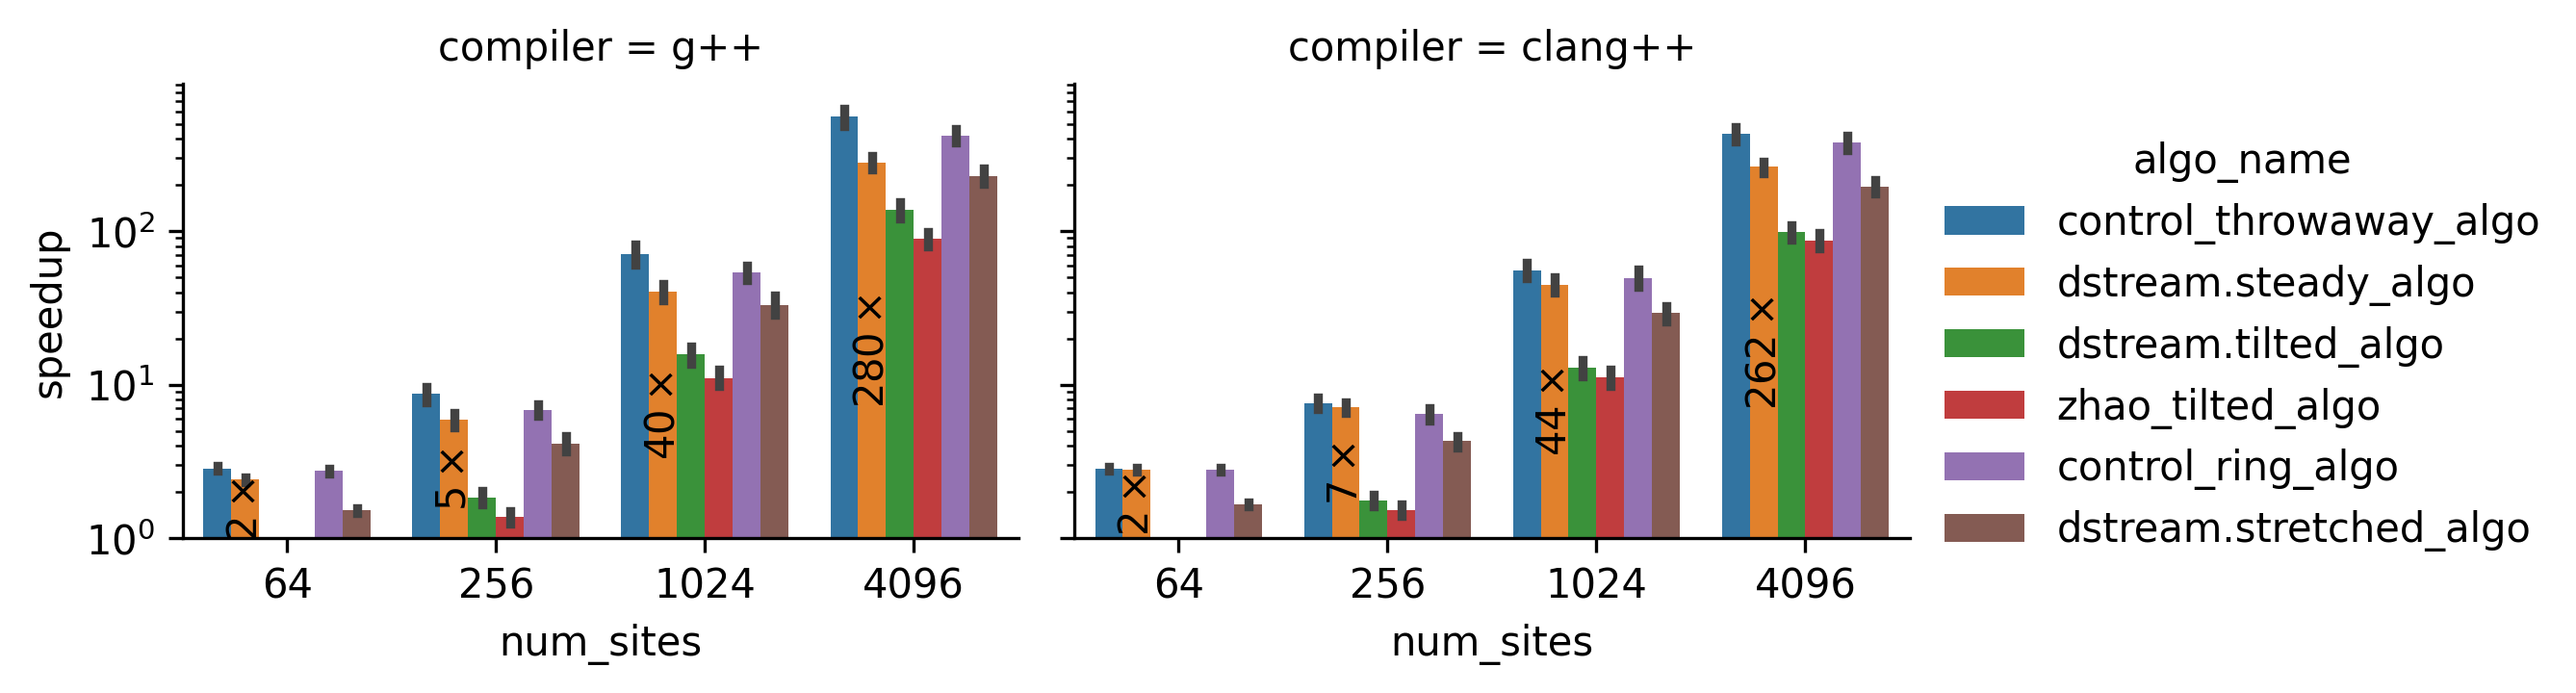 compiler = g++
compiler = clang++
speedup
10²
10¹
10⁰
2 ×
5 ×
40 ×
280 ×
64
256
1024
4096
num_sites
2 ×
7 ×
44 ×
262 ×
64
256
1024
4096
num_sites
algo_name
control_throwaway_algo
dstream.steady_algo
dstream.tilted_algo
zhao_tilted_algo
control_ring_algo
dstream.stretched_algo